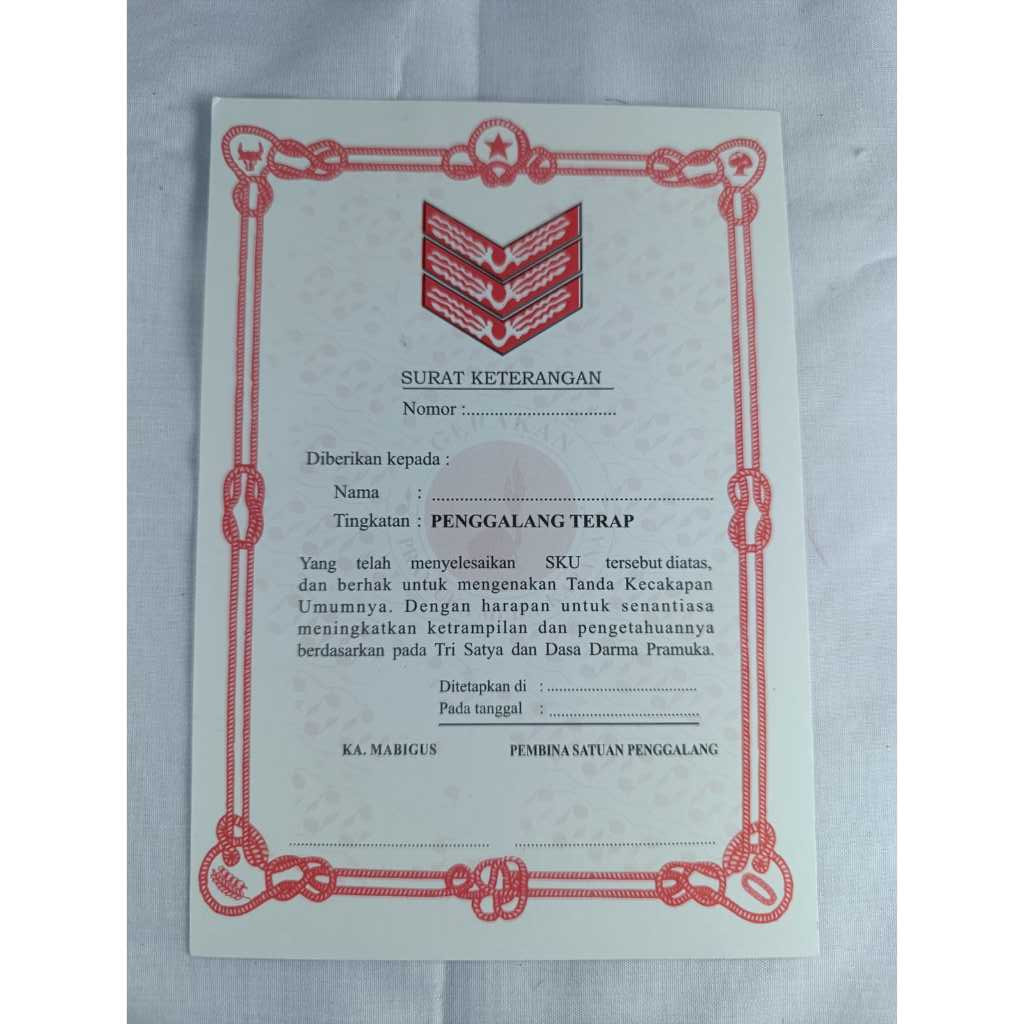 SURAT KETERANGAN
Nomor :................................
GERAKAN
Diberikan kepada :
Nama : ............................................................
Tingkatan : PENGGALANG TERAP
Yang telah menyelesaikan SKU tersebut diatas,
dan berhak untuk mengenakan Tanda Kecakapan
Umumnya. Dengan harapan untuk senantiasa
meningkatkan ketrampilan dan pengetahuannya
berdasarkan pada Tri Satya dan Dasa Darma Pramuka.
Ditetapkan di : ......................................
Pada tanggal : ......................................
KA. MABIGUS PEMBINA SATUAN PENGGALANG
.................................................... ....................................................